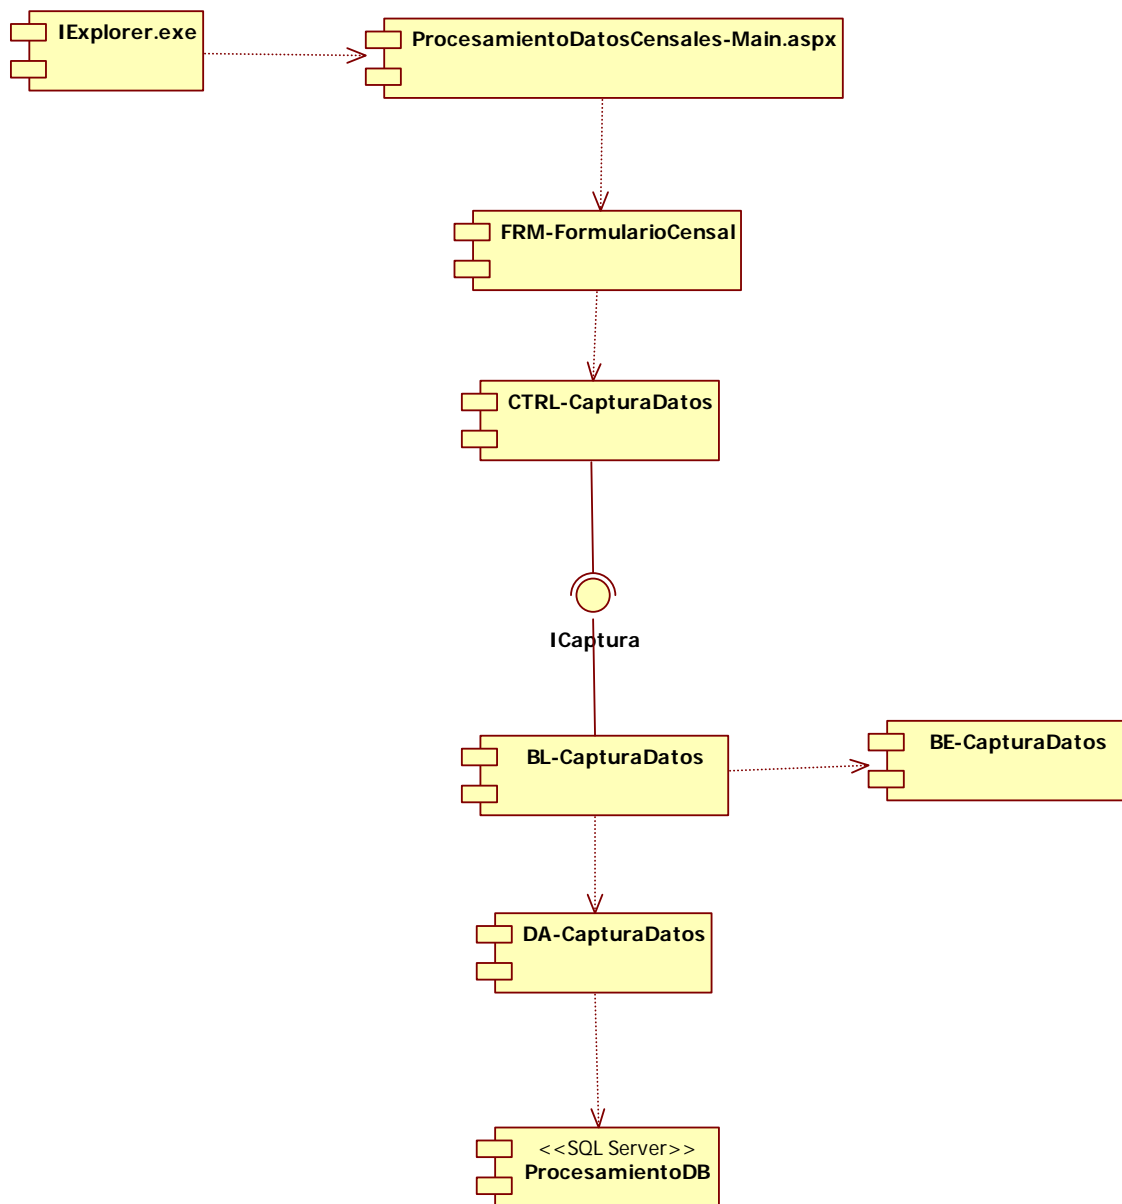 IExplorer.exe
ProcesamientoDatosCensales-Main.aspx
FRM-FormularioCensal
CTRL-CapturaDatos
ICaptura
BL-CapturaDatos
BE-CapturaDatos
DA-CapturaDatos
<<SQL Server>>
ProcesamientoDB